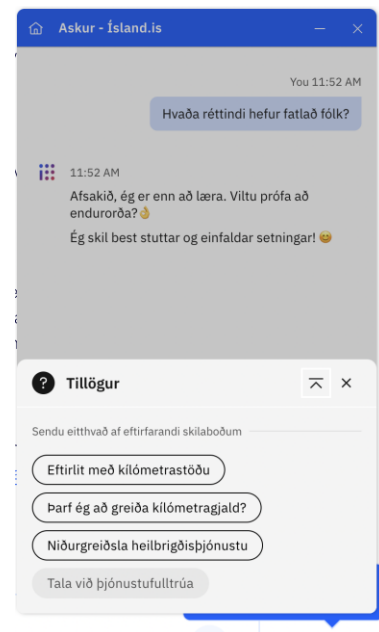 Askur - Ísland.is
You 11:52 AM
Hvaða réttindi hefur fatlað fólk?
11:52 AM
Afsakið, ég er enn að læra. Viltu prófa að
endurorða?👌
Ég skil best stuttar og einfaldar setningar! 😄
Tillögur
Sendu eitthvað af eftirfarandi skilaboðum
Eftirlit með kílómetrastöðu
Þarf ég að greiða kílómetragjald?
Niðurgreiðsla heilbrigðisþjónustu
Tala við þjónustufulltrúa